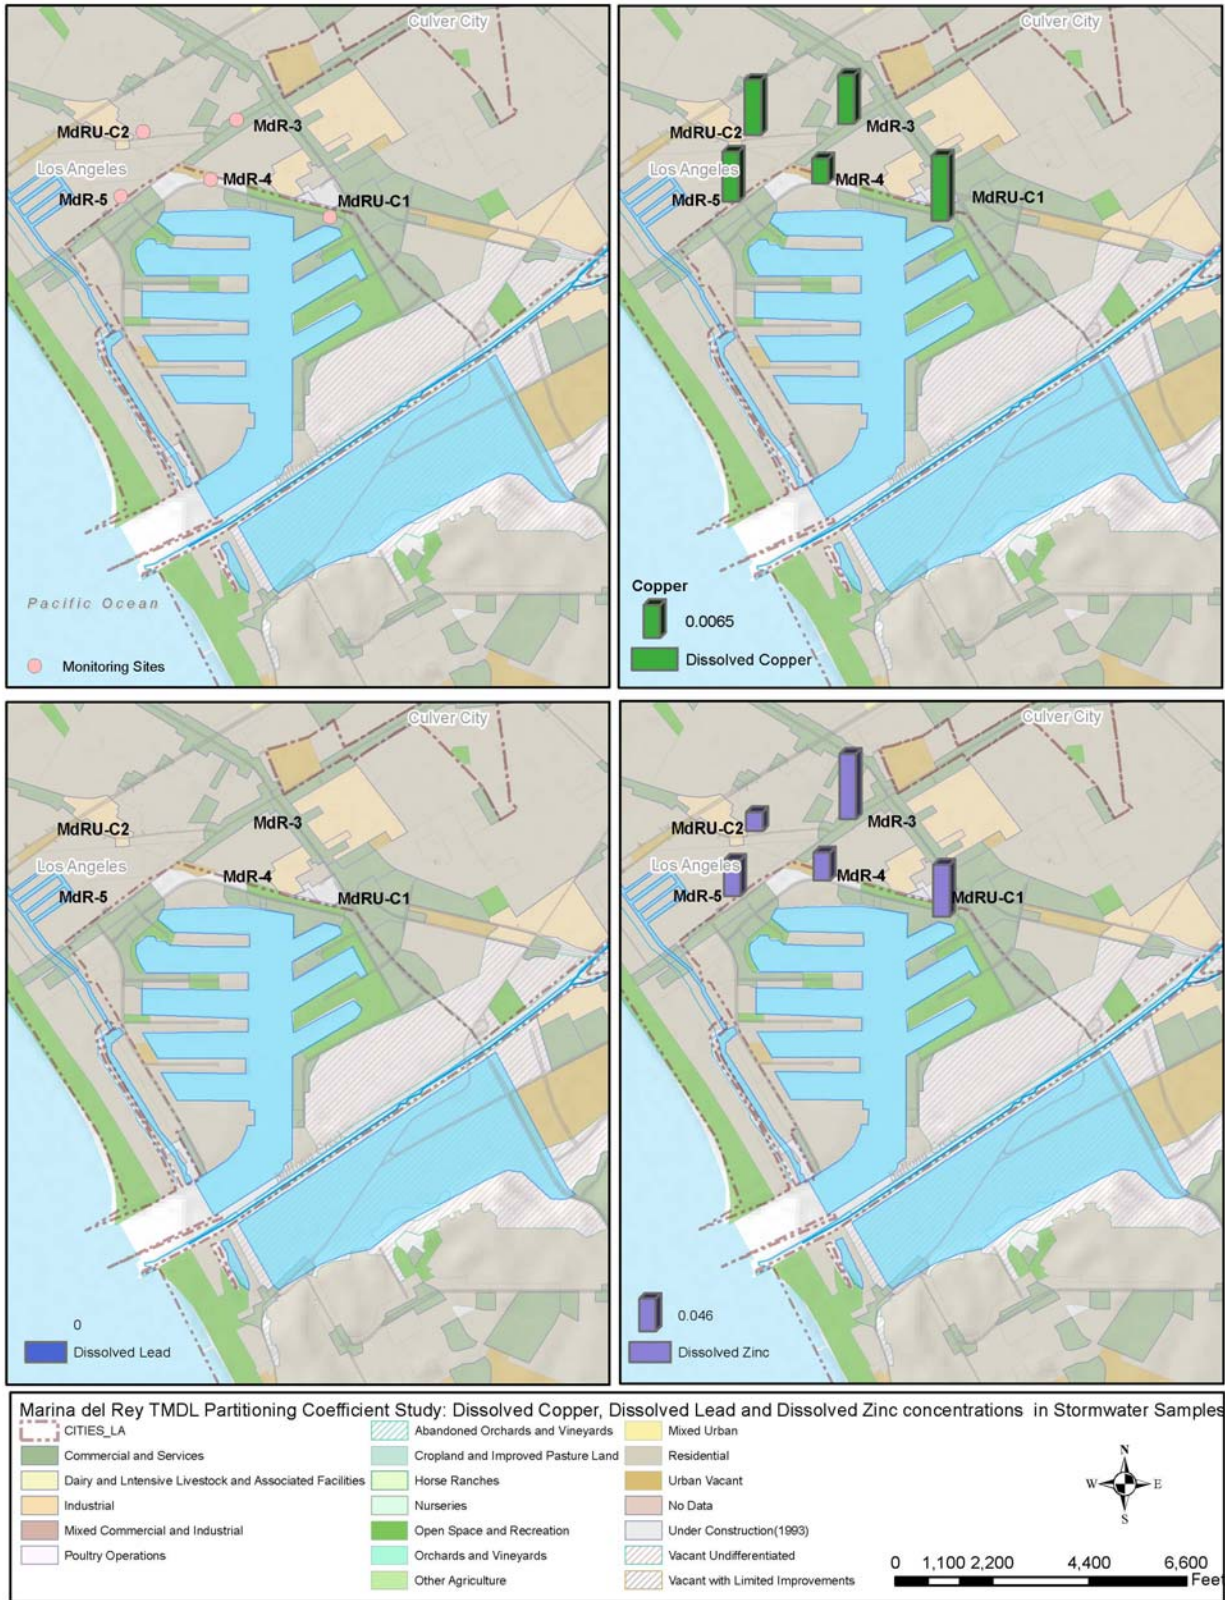 Culver City
MdRU-C2
MdR-3
Los Angeles
MdR-4
MdR-5
MdRU-C1
Pacific Ocean
Monitoring Sites
Culver City
MdRU-C2
MdR-3
Los Angeles
MdR-4
MdR-5
MdRU-C1
Copper
0.0065
Dissolved Copper
Culver City
MdRU-C2
MdR-3
Los Angeles
MdR-4
MdR-5
MdRU-C1
0
Dissolved Lead
Culver City
MdRU-C2
MdR-3
Los Angeles
MdR-4
MdR-5
MdRU-C1
0.046
Dissolved Zinc
Marina del Rey TMDL Partitioning Coefficient Study: Dissolved Copper, Dissolved Lead and Dissolved Zinc concentrations in Stormwater Samples
CITIES_LA
Commercial and Services
Dairy and Lntensive Livestock and Associated Facilities
Industrial
Mixed Commercial and Industrial
Poultry Operations
Abandoned Orchards and Vineyards
Cropland and Improved Pasture Land
Horse Ranches
Nurseries
Open Space and Recreation
Orchards and Vineyards
Other Agriculture
Mixed Urban
Residential
Urban Vacant
No Data
Under Construction(1993)
Vacant Undifferentiated
Vacant with Limited Improvements
N
W E
S
0 1,100 2,200 4,400 6,600
Feet